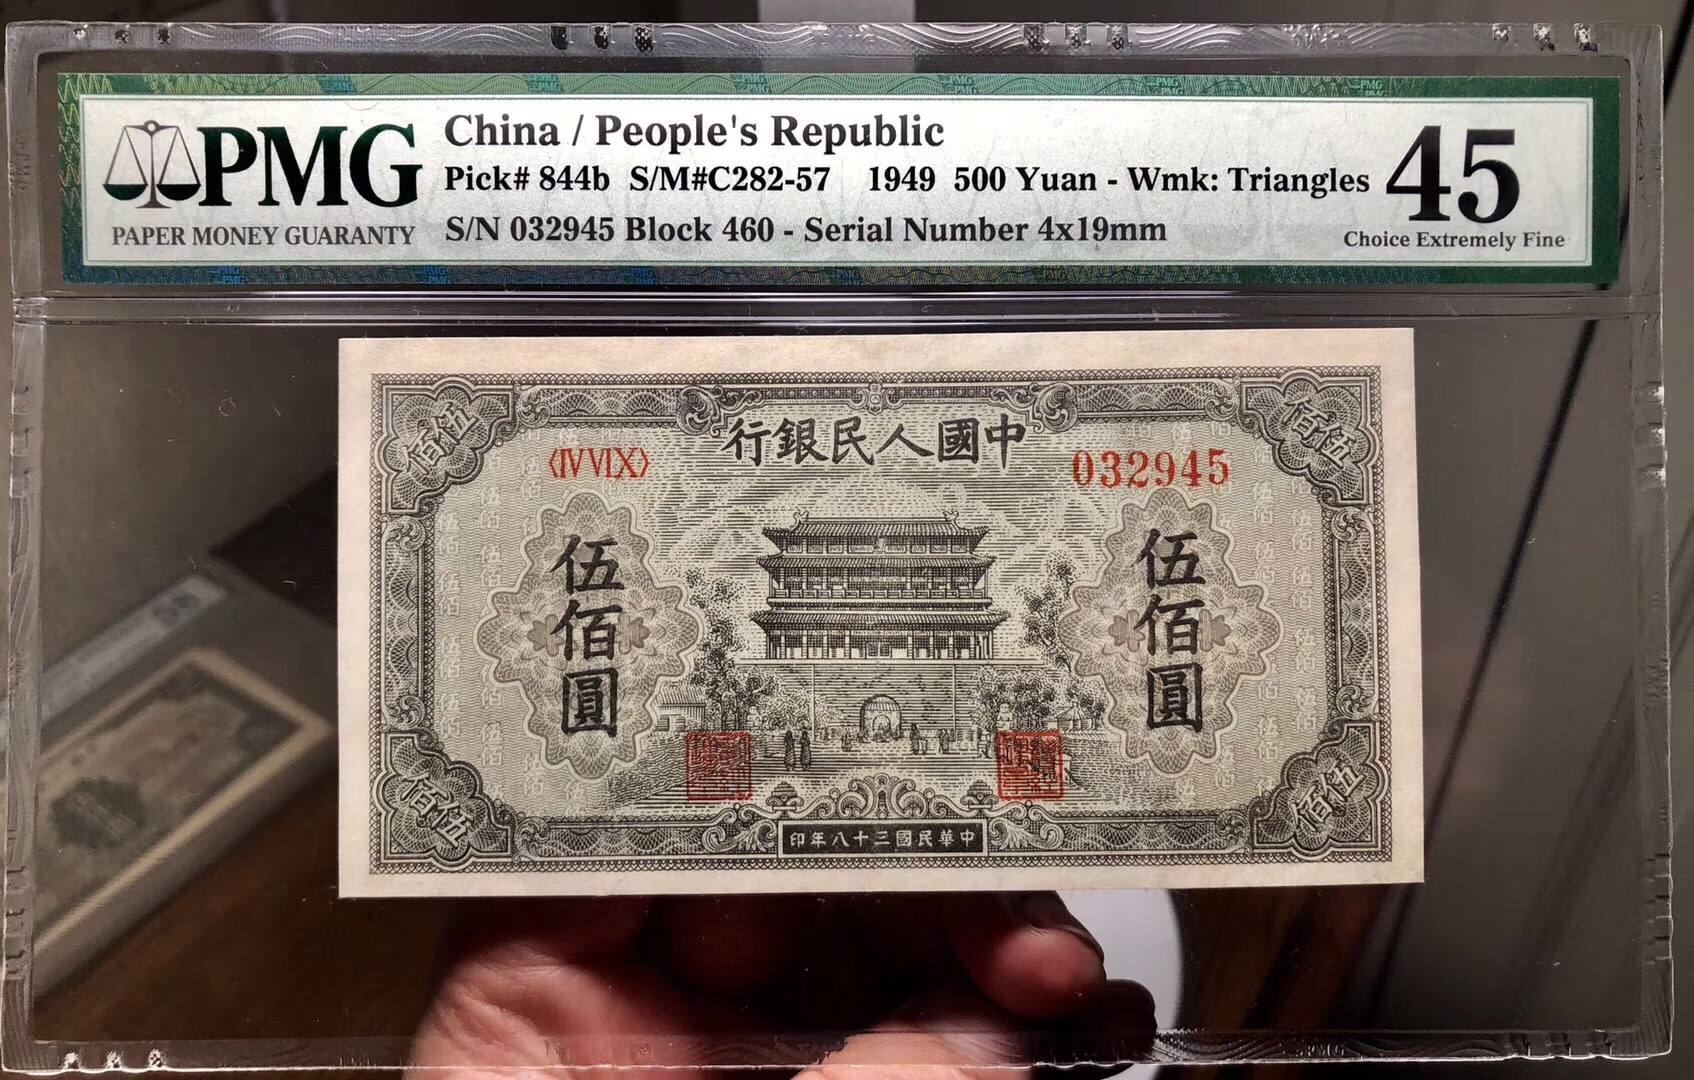 PMG
PAPER MONEY GUARANTY
China / People's Republic
Pick# 844b S/M#C282-57 1949 500 Yuan - Wmk: Triangles
S/N 032945 Block 460 - Serial Number 4x19mm
45
Choice Extremely Fine
伍佰
伍佰
中國人民銀行
〈IV VI X〉
032945
伍佰圓
伍佰圓
伍佰
伍佰
中華民國三十八年印